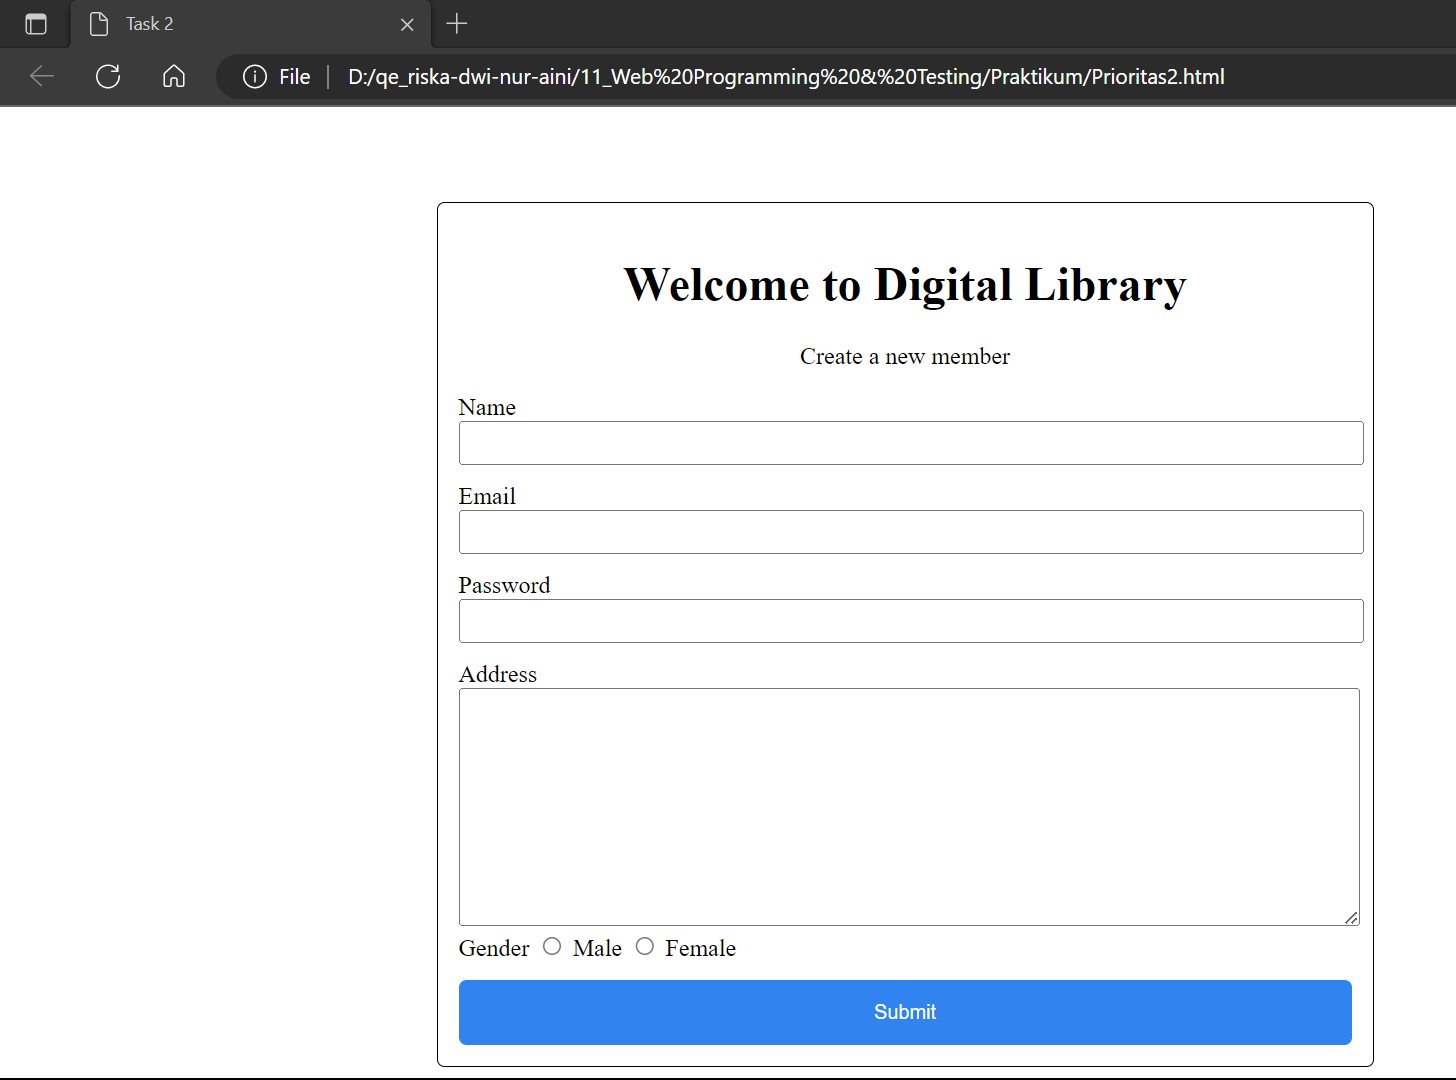 Task 2
File D:/qe_riska-dwi-nur-aini/11_Web%20Programming%20&%20Testing/Praktikum/Prioritas2.html
Welcome to Digital Library
Create a new member
Name
Email
Password
Address
Gender Male Female
Submit